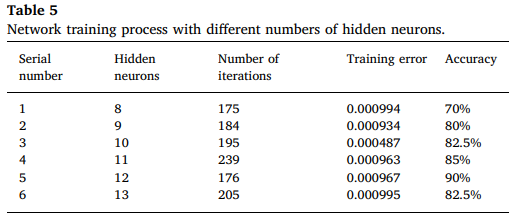 Table 5
Network training process with different numbers of hidden neurons.
Serial number Hidden neurons Number of iterations Training error Accuracy
1 8 175 0.000994 70%
2 9 184 0.000934 80%
3 10 195 0.000487 82.5%
4 11 239 0.000963 85%
5 12 176 0.000967 90%
6 13 205 0.000995 82.5%